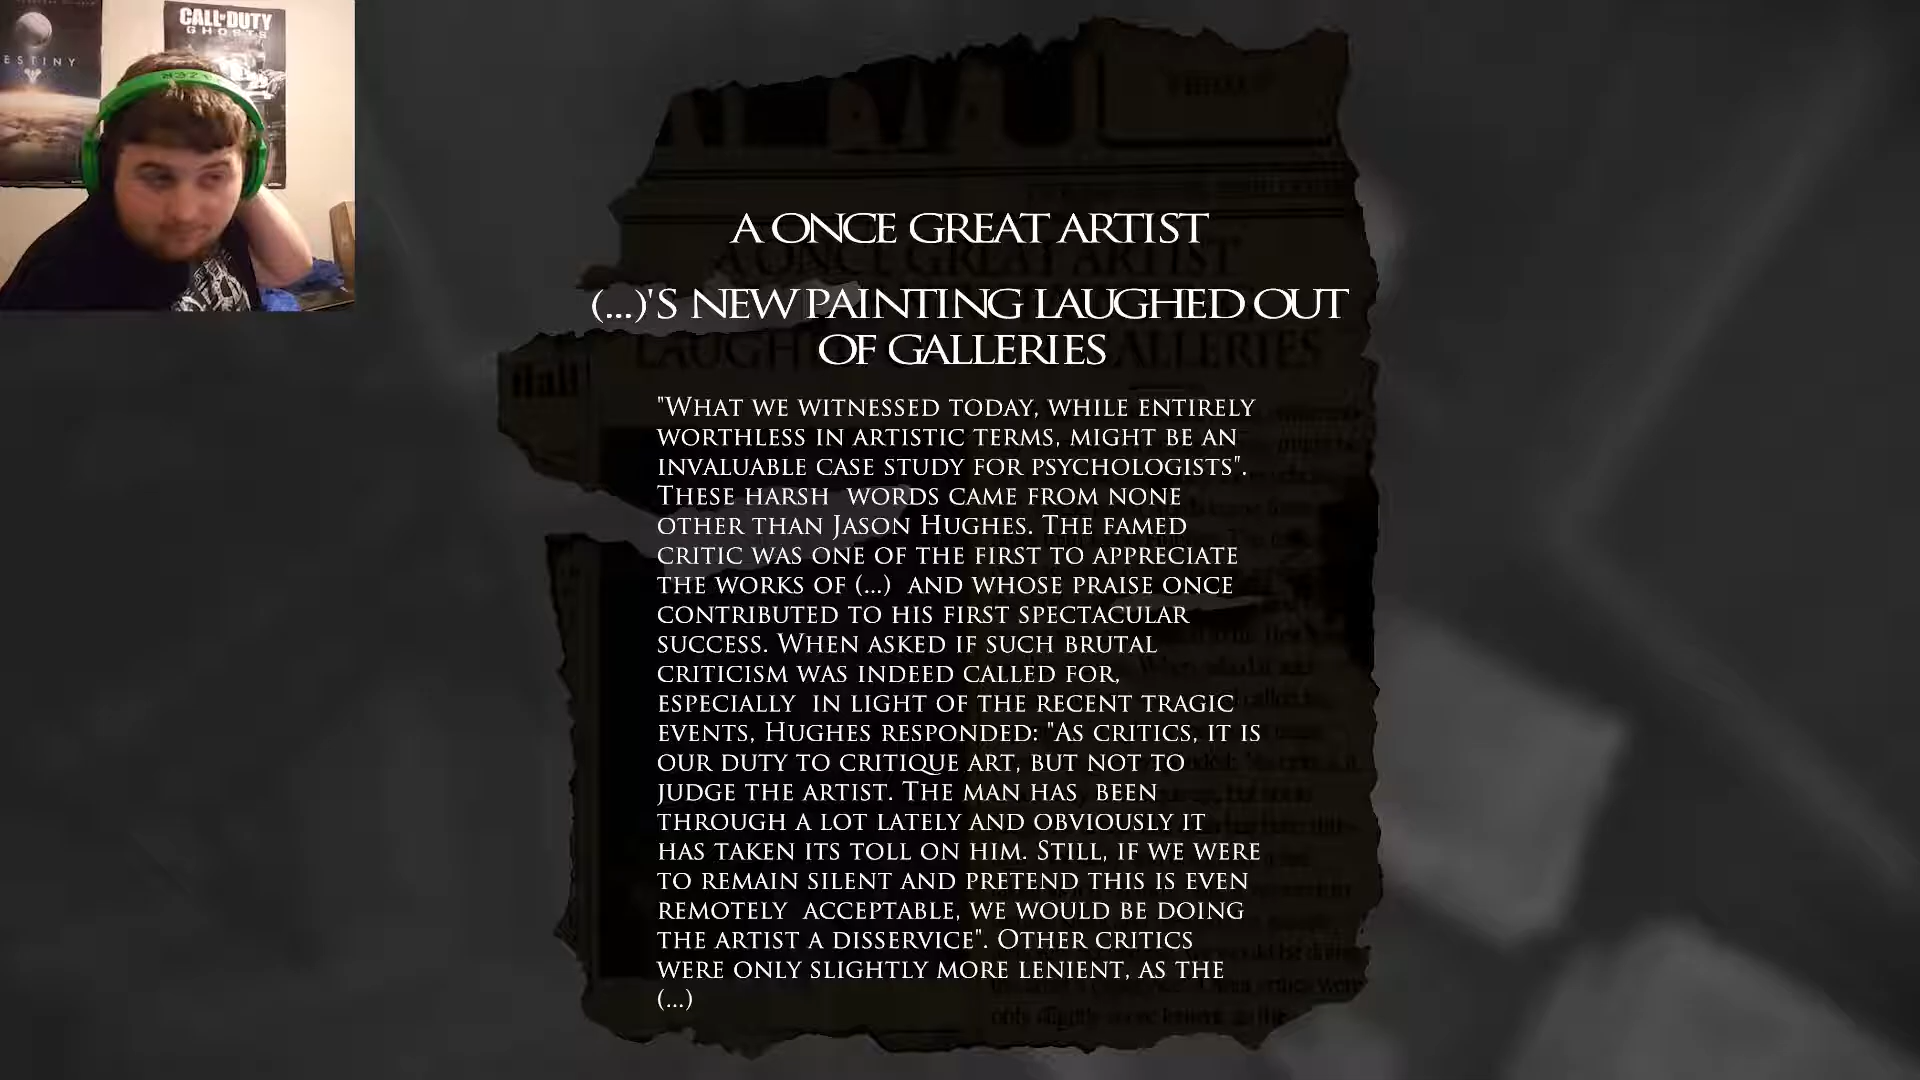 CALL OF DUTY
GHOSTS
ESTINY
A ONCE GREAT ARTIST
(...)'S NEW PAINTING LAUGHED OUT
OF GALLERIES
"WHAT WE WITNESSED TODAY, WHILE ENTIRELY
WORTHLESS IN ARTISTIC TERMS, MIGHT BE AN
INVALUABLE CASE STUDY FOR PSYCHOLOGISTS".
THESE HARSH WORDS CAME FROM NONE
OTHER THAN JASON HUGHES. THE FAMED
CRITIC WAS ONE OF THE FIRST TO APPRECIATE
THE WORKS OF (...) AND WHOSE PRAISE ONCE
CONTRIBUTED TO HIS FIRST SPECTACULAR
SUCCESS. WHEN ASKED IF SUCH BRUTAL
CRITICISM WAS INDEED CALLED FOR,
ESPECIALLY IN LIGHT OF THE RECENT TRAGIC
EVENTS, HUGHES RESPONDED: "AS CRITICS, IT IS
OUR DUTY TO CRITIQUE ART, BUT NOT TO
JUDGE THE ARTIST. THE MAN HAS BEEN
THROUGH A LOT LATELY AND OBVIOUSLY IT
HAS TAKEN ITS TOLL ON HIM. STILL, IF WE WERE
TO REMAIN SILENT AND PRETEND THIS IS EVEN
REMOTELY ACCEPTABLE, WE WOULD BE DOING
THE ARTIST A DISSERVICE". OTHER CRITICS
WERE ONLY SLIGHTLY MORE LENIENT, AS THE
(...)